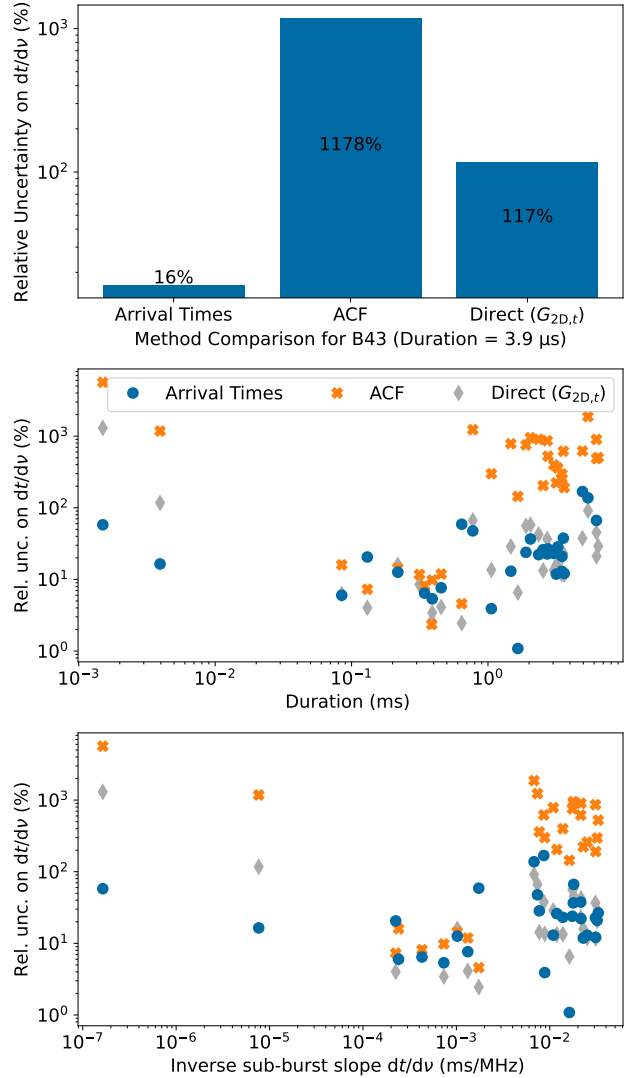 Relative Uncertainty on dt/dν (%)
10³
10²
16%
1178%
117%
Arrival Times ACF Direct (G₂D,ₜ)
Method Comparison for B43 (Duration = 3.9 μs)
Rel. unc. on dt/dν (%)
Arrival Times ACF Direct (G₂D,ₜ)
10³
10²
10¹
10⁰
10⁻³ 10⁻² 10⁻¹ 10⁰
Duration (ms)
Rel. unc. on dt/dν (%)
10³
10²
10¹
10⁰
10⁻⁷ 10⁻⁶ 10⁻⁵ 10⁻⁴ 10⁻³ 10⁻²
Inverse sub-burst slope dt/dν (ms/MHz)